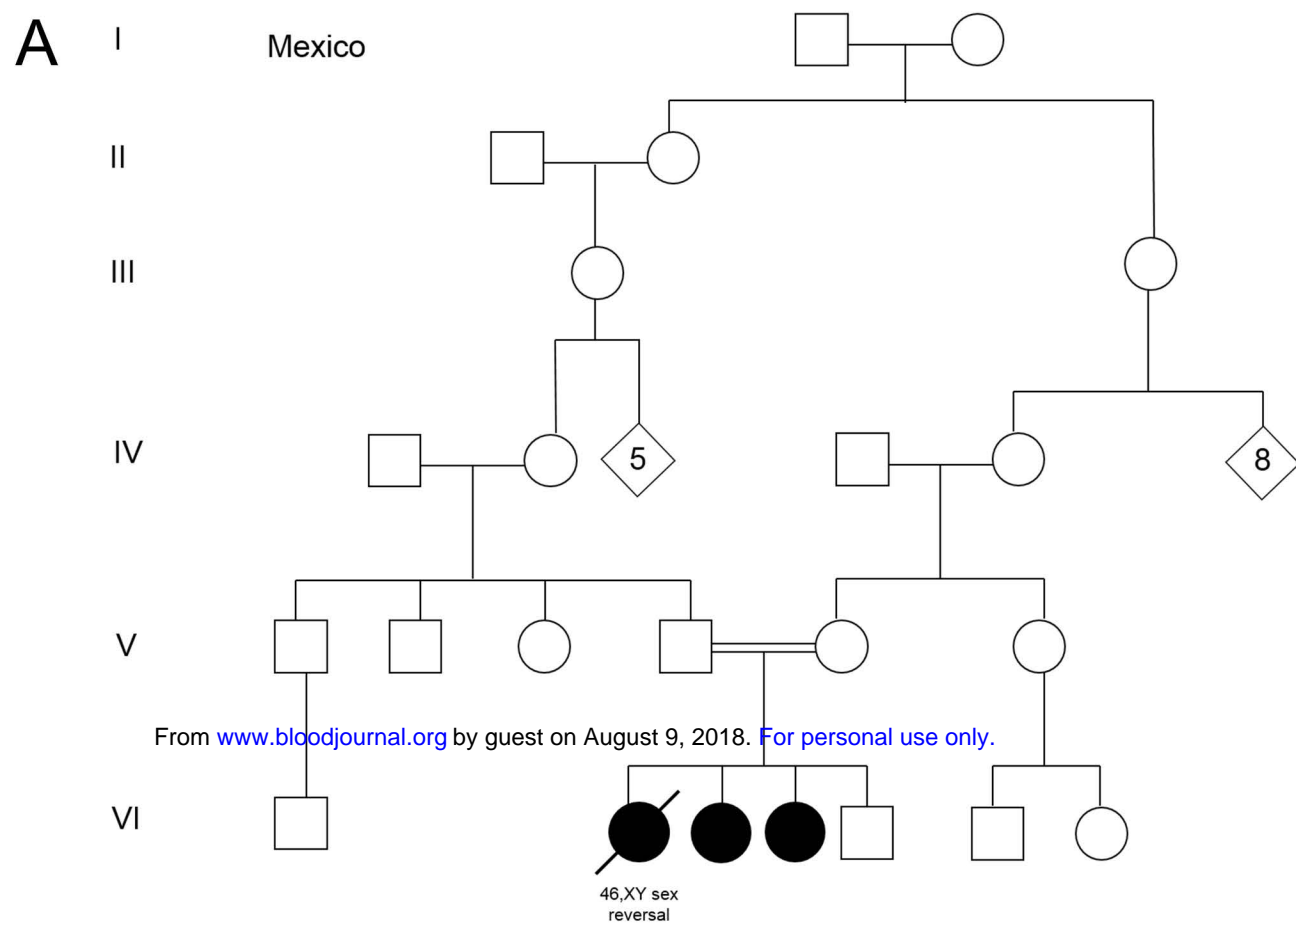 A
I
Mexico
II
III
IV
5
8
V
From www.bloodjournal.org by guest on August 9, 2018. For personal use only.
VI
46,XY sex
reversal